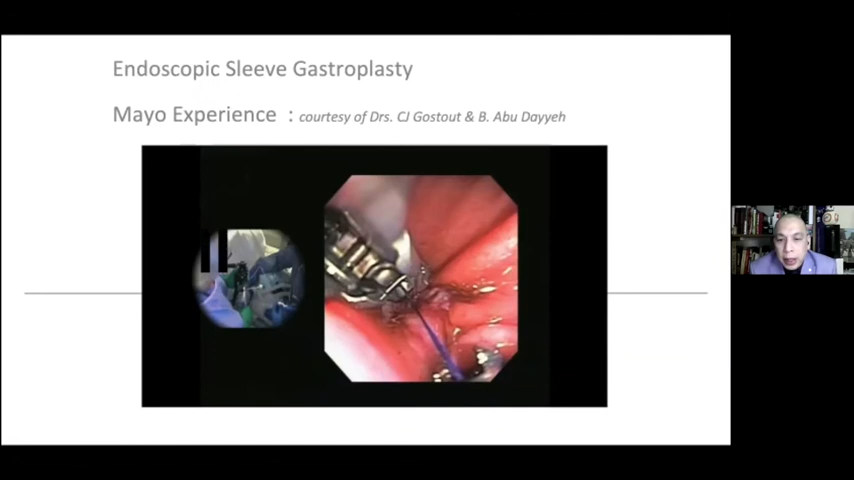 Endoscopic Sleeve Gastroplasty
Mayo Experience : courtesy of Drs. CJ Gostout & B. Abu Dayyeh